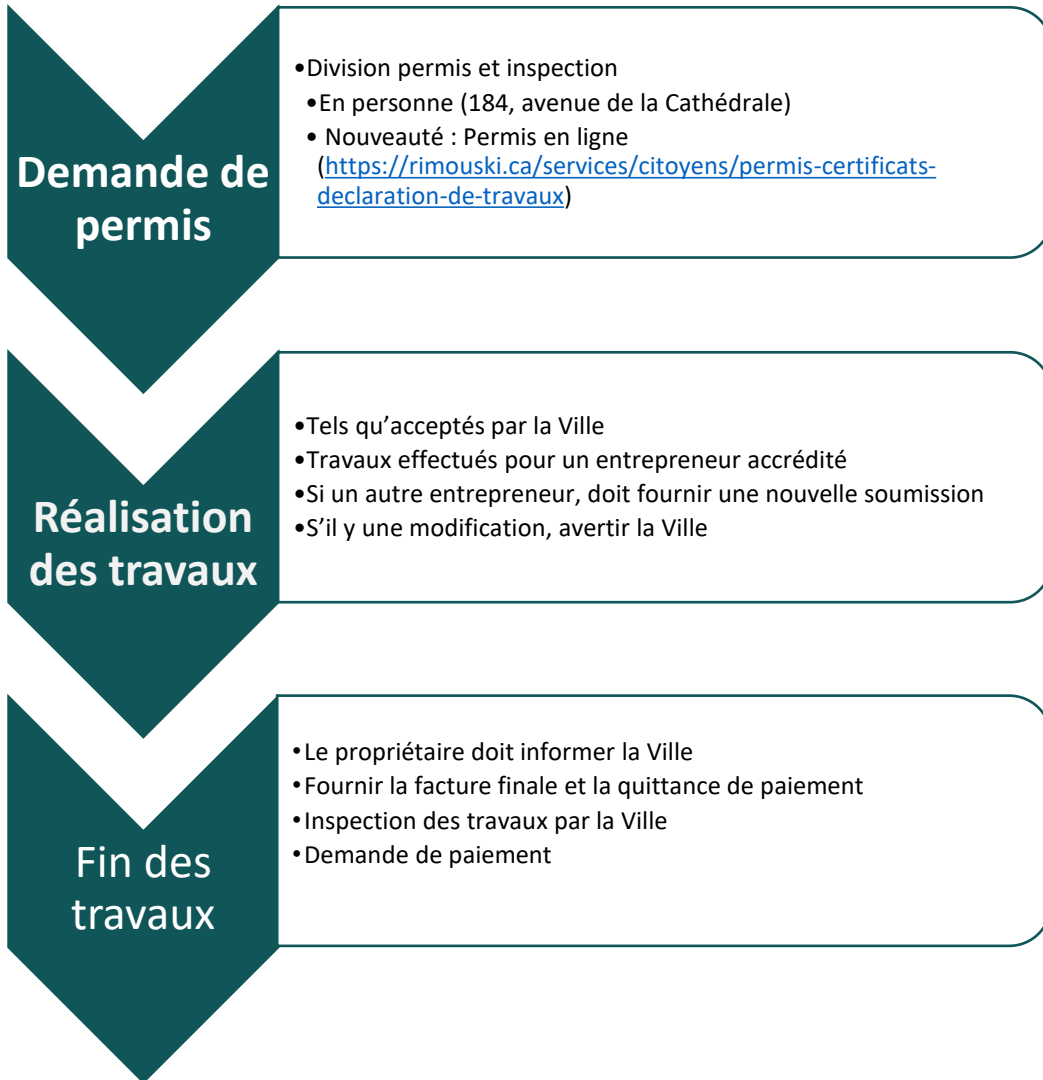 Demande de
permis
•Division permis et inspection
•En personne (184, avenue de la Cathédrale)
• Nouveauté : Permis en ligne
(https://rimouski.ca/services/citoyens/permis-certificats-
declaration-de-travaux)
Réalisation
des travaux
•Tels qu’acceptés par la Ville
•Travaux effectués pour un entrepreneur accrédité
•Si un autre entrepreneur, doit fournir une nouvelle soumission
•S’il y une modification, avertir la Ville
Fin des
travaux
•Le propriétaire doit informer la Ville
•Fournir la facture finale et la quittance de paiement
•Inspection des travaux par la Ville
•Demande de paiement